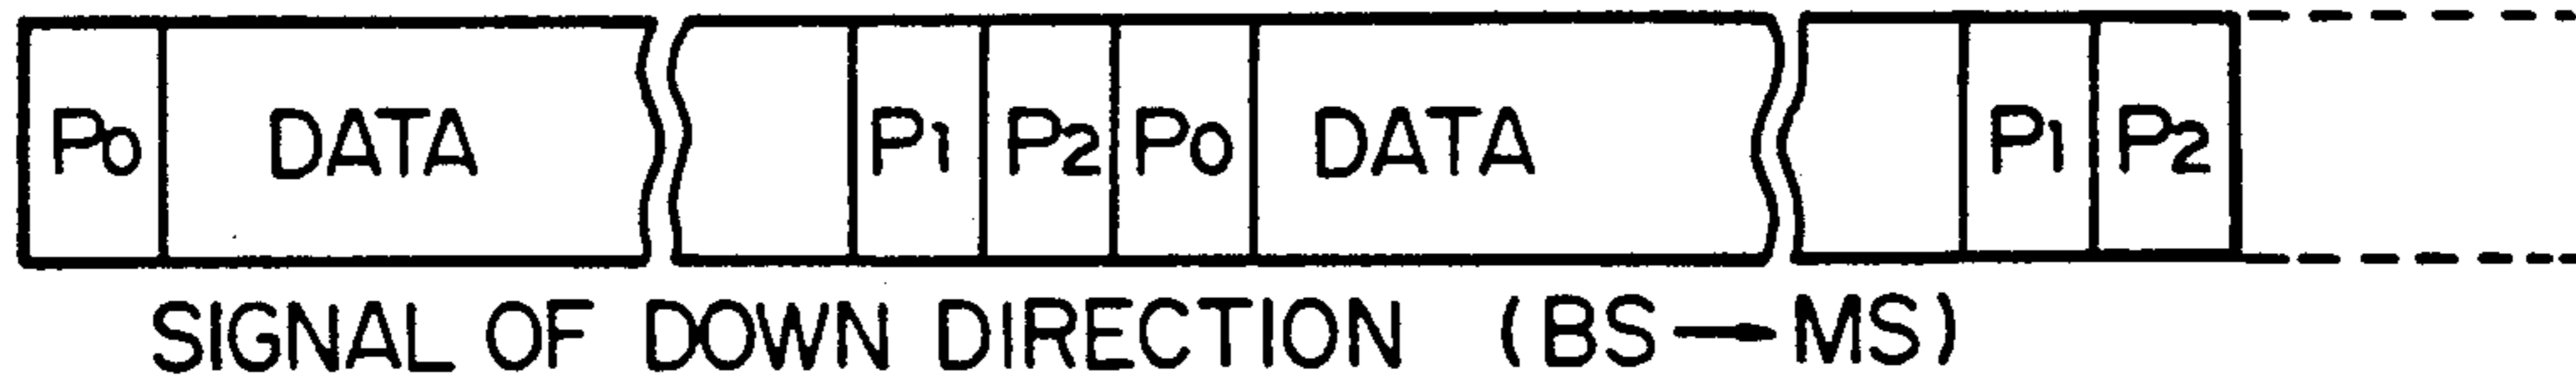 P0 DATA P1 P2 P0 DATA P1 P2
SIGNAL OF DOWN DIRECTION (BS→MS)